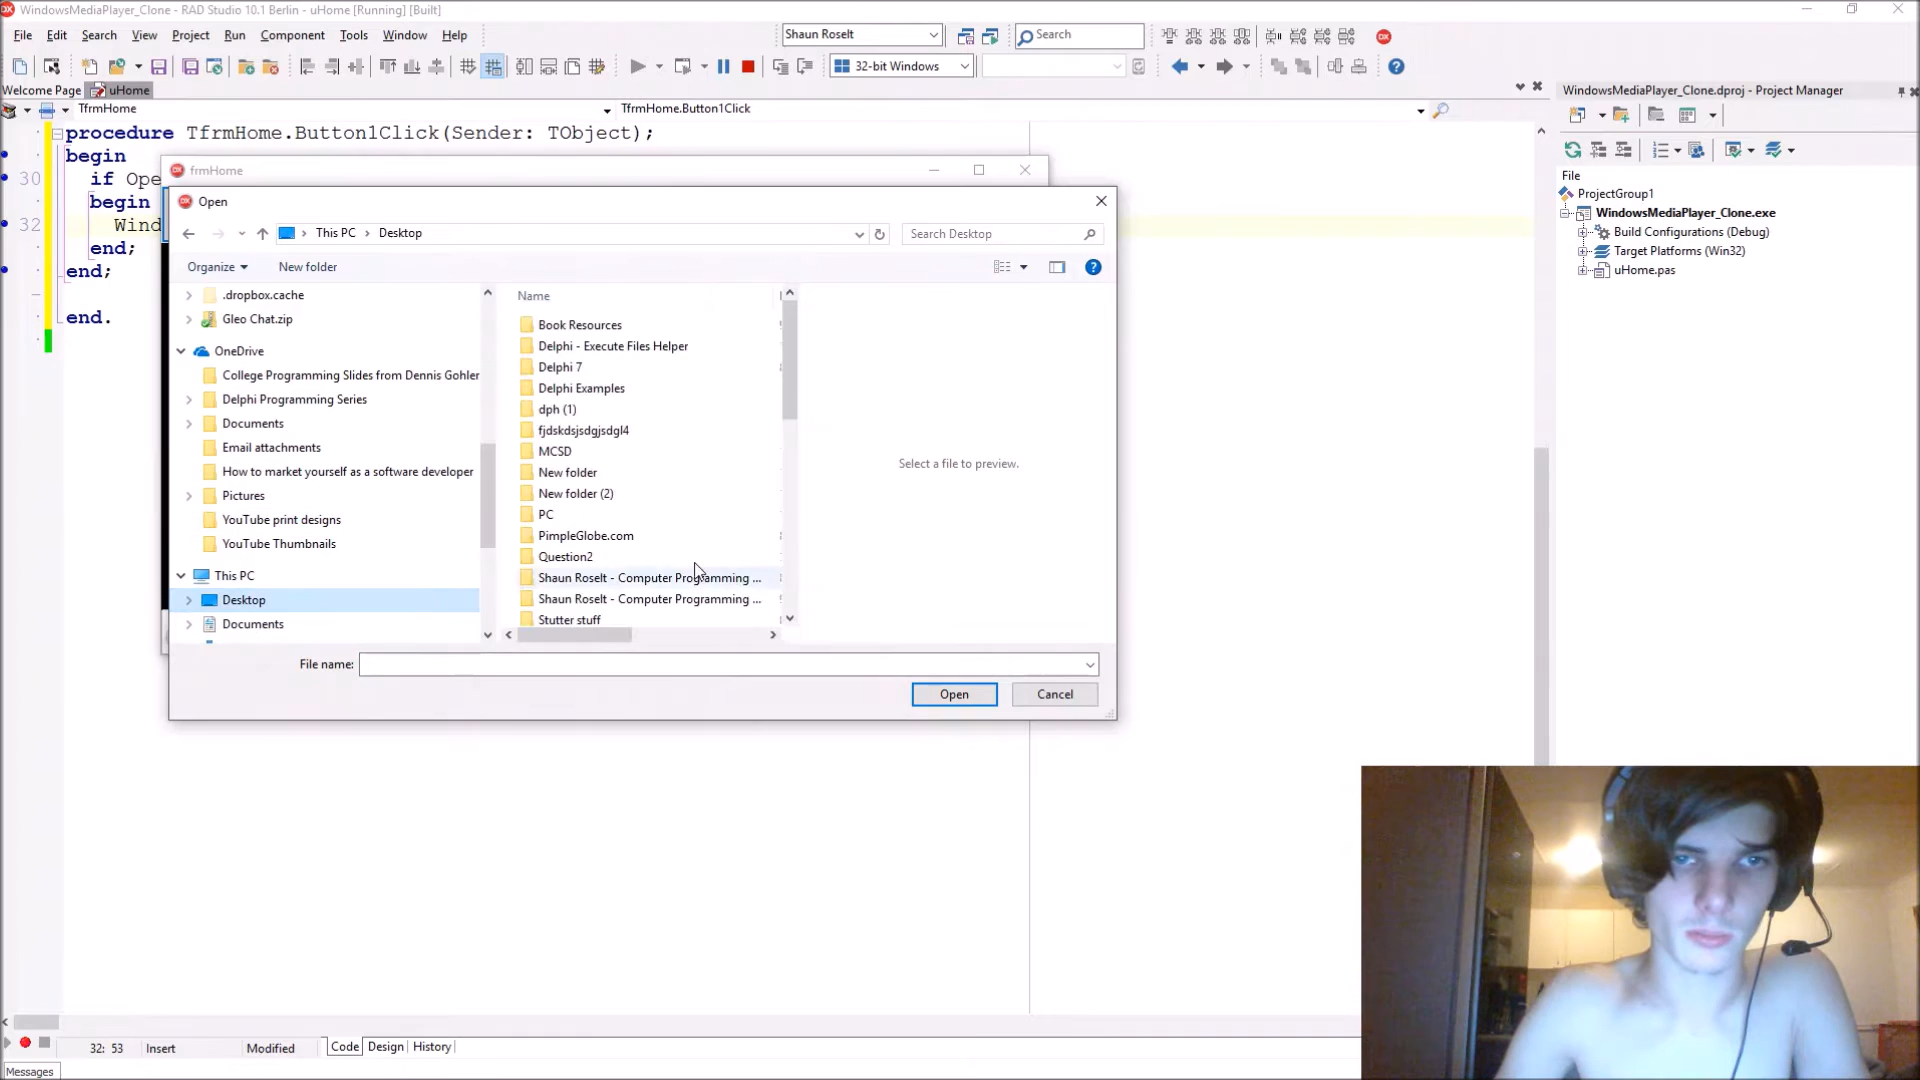 WindowsMediaPlayer_Clone - RAD Studio 10.1 Berlin - uHome [Running] [Built]
File Edit Search View Project Run Component Tools Window Help
Shaun Roselt
Search
32-bit Windows
Welcome Page uHome
WindowsMediaPlayer_Clone.dproj - Project Manager
TfrmHome
TfrmHome.Button1Click
procedure TfrmHome.Button1Click(Sender: TObject);
begin
30 if Ope
begin
32 Wind
end;
end;
end.
frmHome
Open
This PC Desktop
Search Desktop
Organize New folder
.dropbox.cache
Gleo Chat.zip
OneDrive
College Programming Slides from Dennis Gohler
Delphi Programming Series
Documents
Email attachments
How to market yourself as a software developer
Pictures
YouTube print designs
YouTube Thumbnails
This PC
Desktop
Documents
Name
Book Resources
Delphi - Execute Files Helper
Delphi 7
Delphi Examples
dph (1)
fjdskdsjsdgjsdgl4
MCSD
New folder
New folder (2)
PC
PimpleGlobe.com
Question2
Shaun Roselt - Computer Programming ...
Shaun Roselt - Computer Programming ...
Stutter stuff
Select a file to preview.
File name:
Open Cancel
File
ProjectGroup1
WindowsMediaPlayer_Clone.exe
Build Configurations (Debug)
Target Platforms (Win32)
uHome.pas
32: 53 Insert Modified Code Design History
Messages